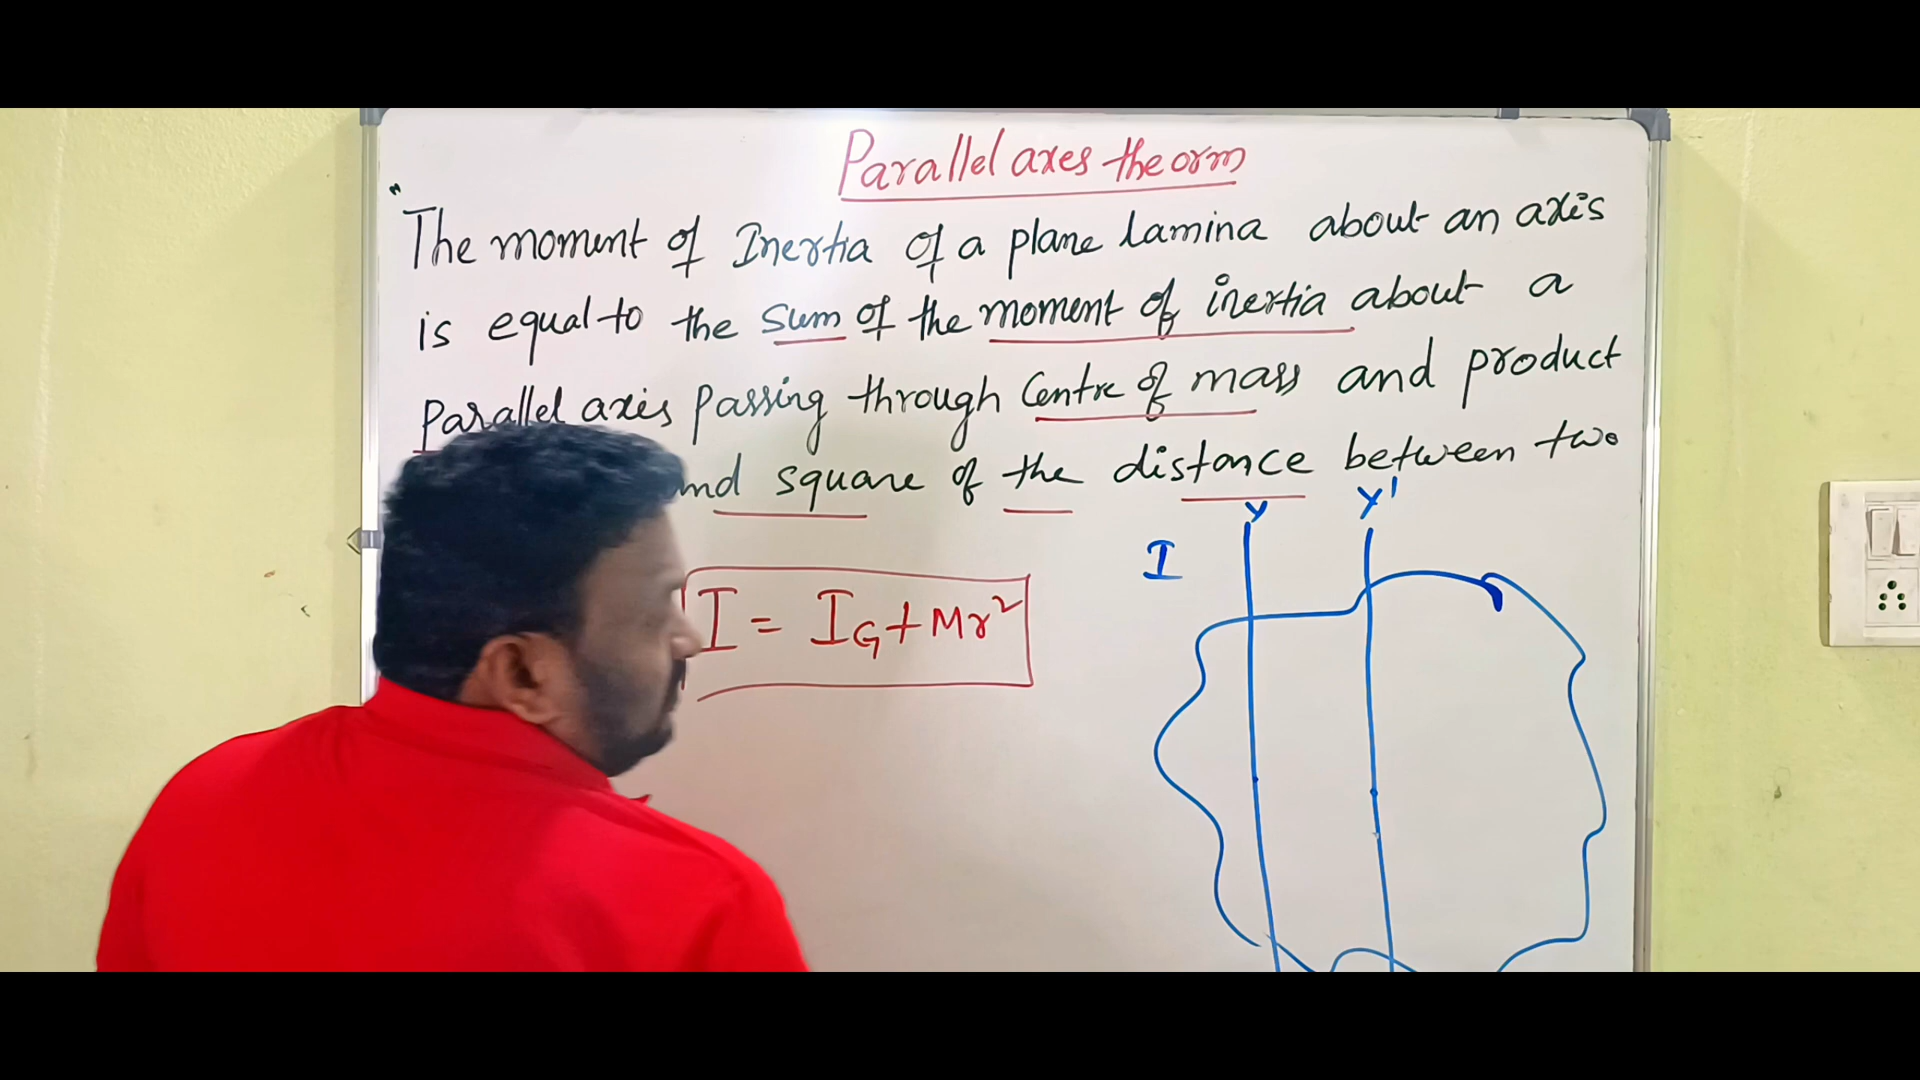 Parallel axes theorm
"The moment of Inertia of a plane lamina about an axis
is equal to the sum of the moment of inertia about a
parallel axis passing through Centre of mass and product
square of the distance between two
Y Y'
I
I = IG + Mr²